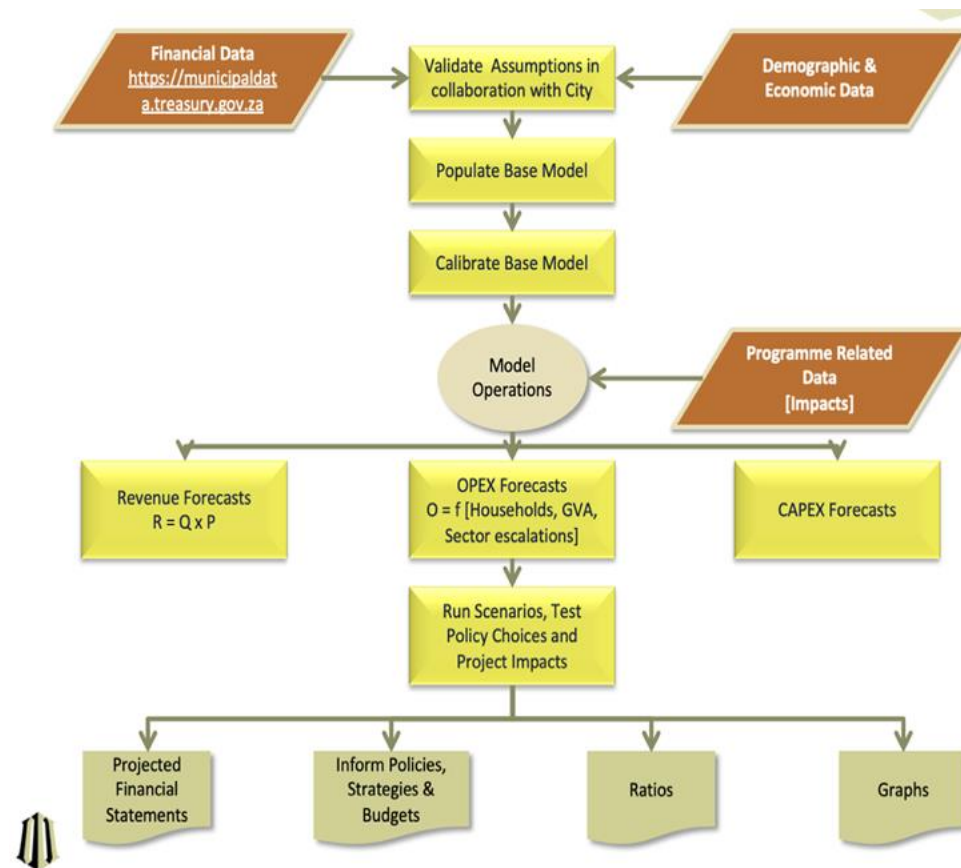 Financial Data
https://municipaldat
a.treasury.gov.za
Validate Assumptions in
collaboration with City
Demographic &
Economic Data
Populate Base Model
Calibrate Base Model
Model
Operations
Programme Related
Data
[Impacts]
Revenue Forecasts
R = Q x P
OPEX Forecasts
O = f [Households, GVA,
Sector escalations]
CAPEX Forecasts
Run Scenarios, Test
Policy Choices and
Project Impacts
Projected
Financial
Statements
Inform Policies,
Strategies &
Budgets
Ratios
Graphs